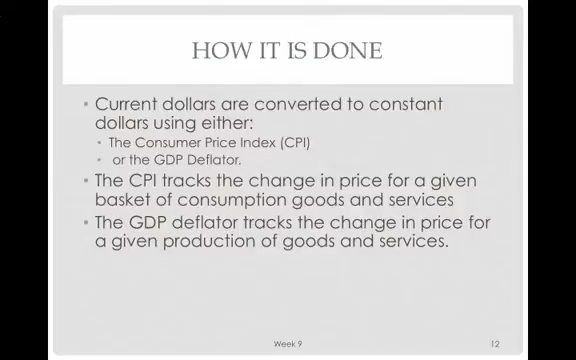 HOW IT IS DONE
• Current dollars are converted to constant
dollars using either:
• The Consumer Price Index (CPI)
• or the GDP Deflator.
• The CPI tracks the change in price for a given
basket of consumption goods and services
• The GDP deflator tracks the change in price for
a given production of goods and services.
Week 9
12